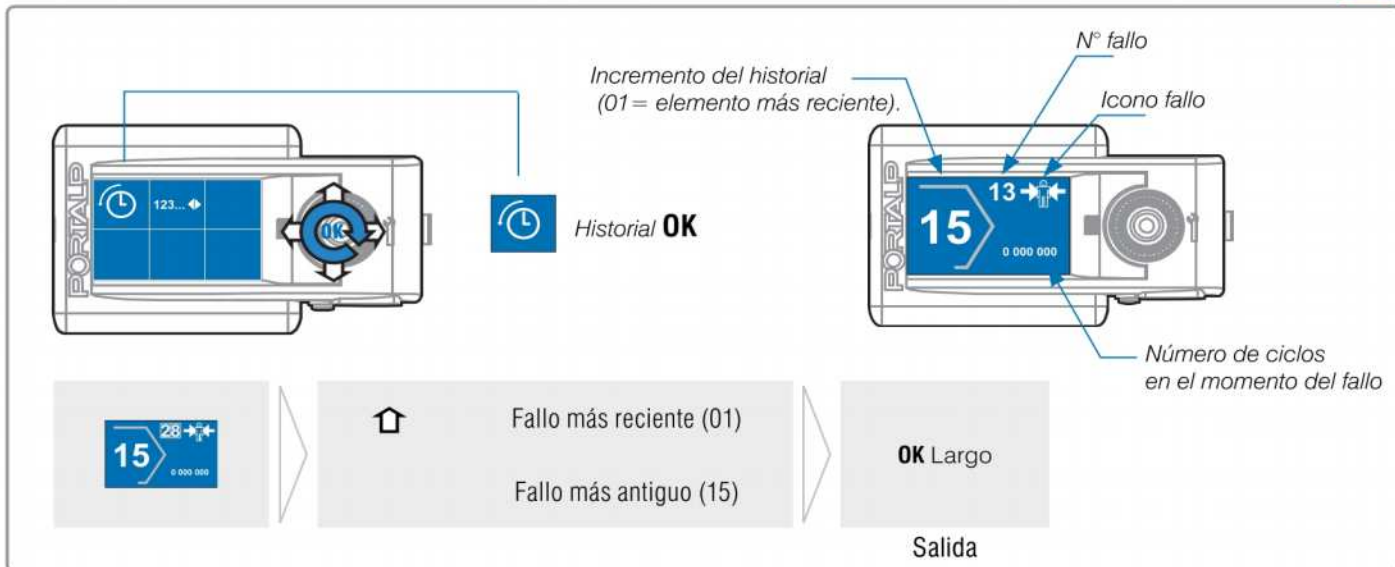 N° fallo
Incremento del historial
(01= elemento más reciente).
Icono fallo
PORTALP
123...
OK
Historial OK
PORTALP
15
13
0 000 000
Número de ciclos
en el momento del fallo
15
28
0 000 000
Fallo más reciente (01)
Fallo más antiguo (15)
OK Largo
Salida